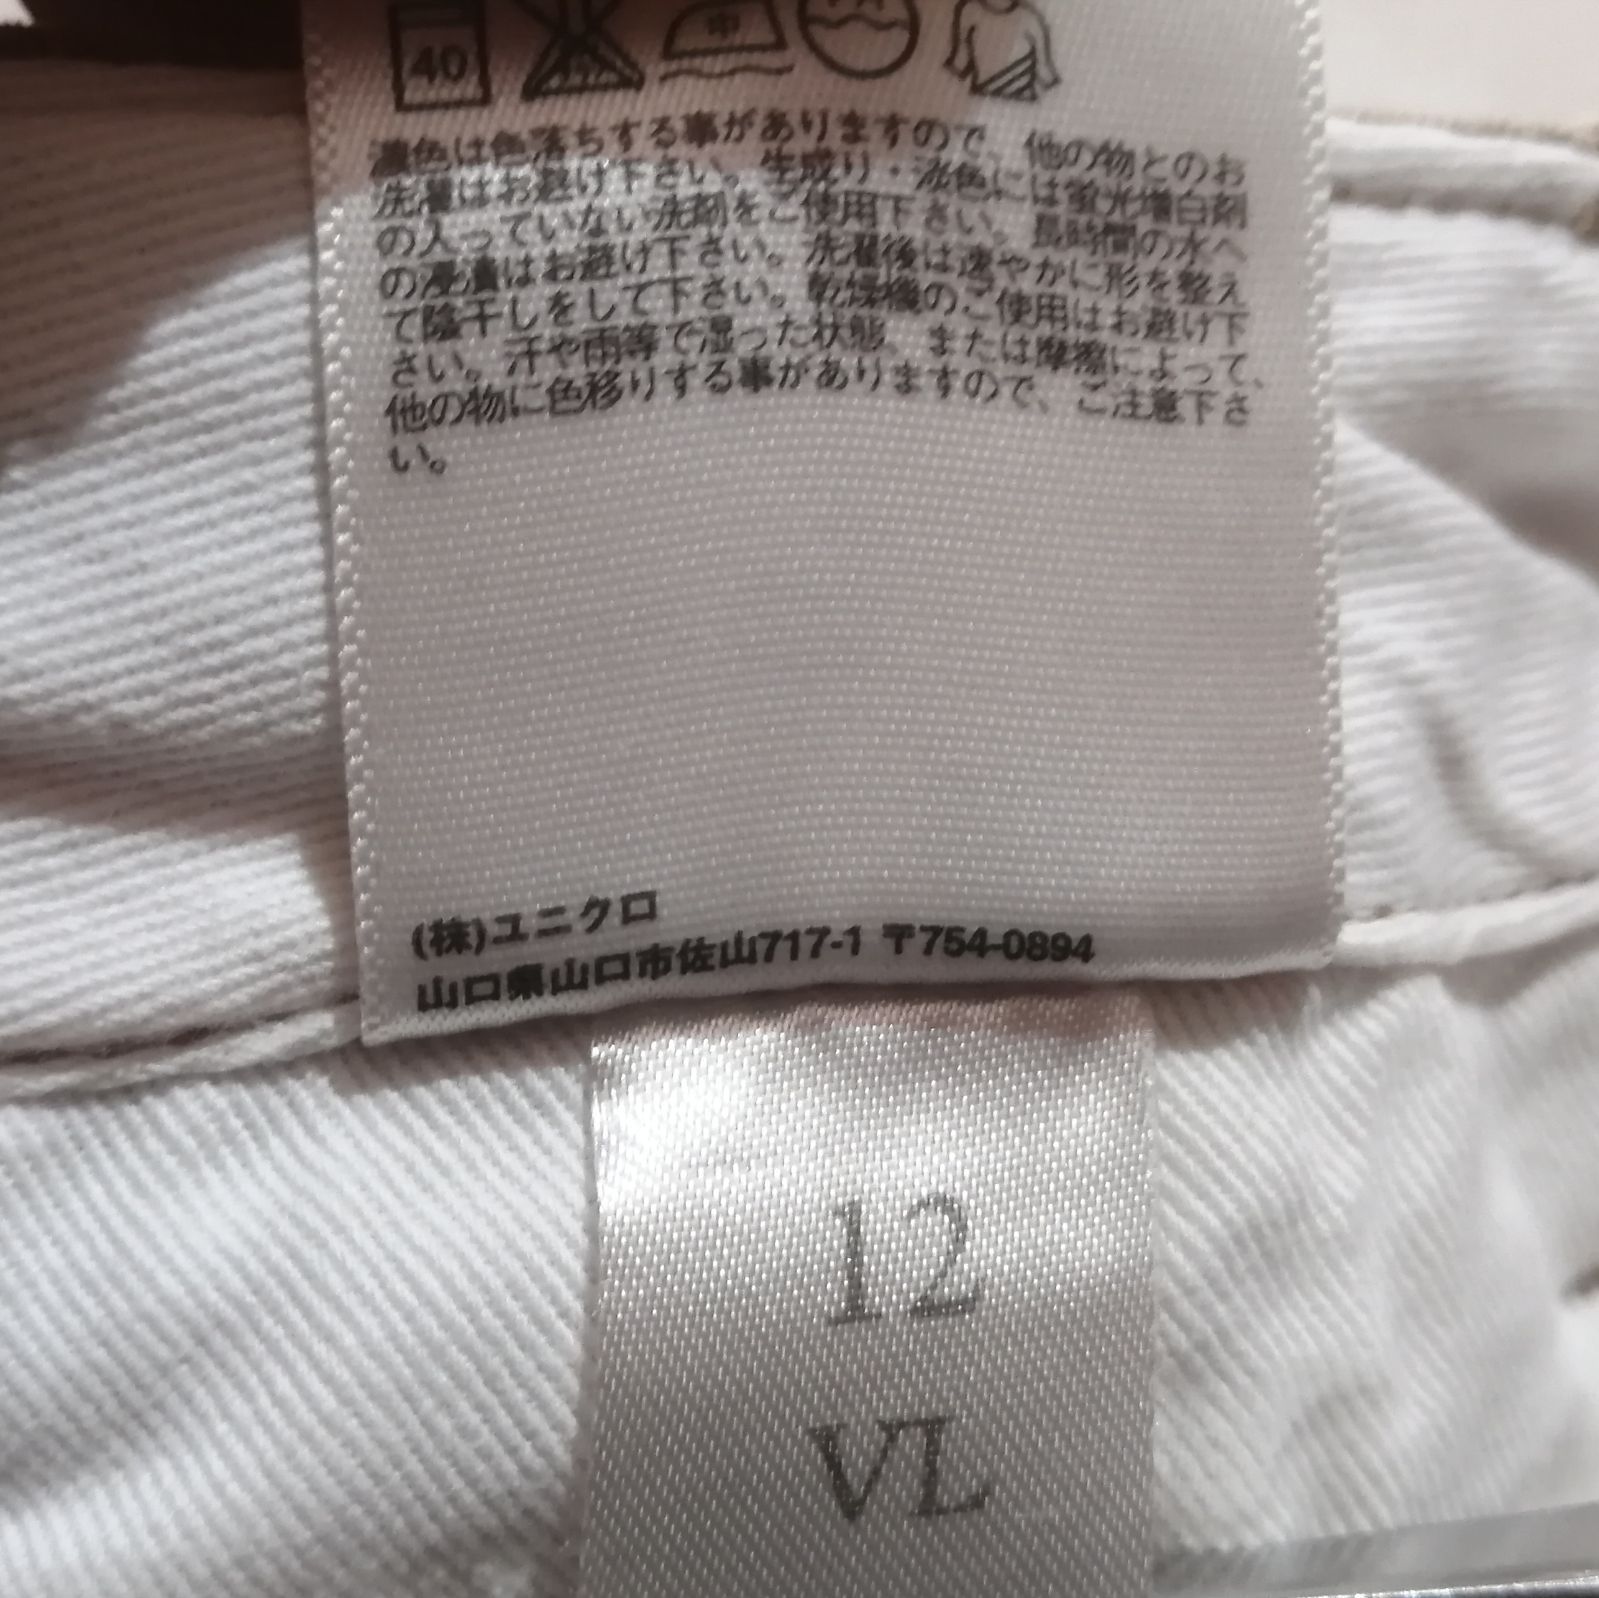 40
中
濃色は色落ちする事がありますので、他の物とのお
洗濯はお避け下さい。生成り・淡色には蛍光増白剤
の入っていない洗剤をご使用下さい。長時間の水へ
の浸漬はお避け下さい。洗濯後は速やかに形を整え
て陰干しをして下さい。乾燥機のご使用はお避け下
さい。汗や雨等で湿った状態、または摩擦によって、
他の物に色移りする事がありますので、ご注意下さ
い。
(株)ユニクロ
山口県山口市佐山717-1 〒754-0894
12
VL